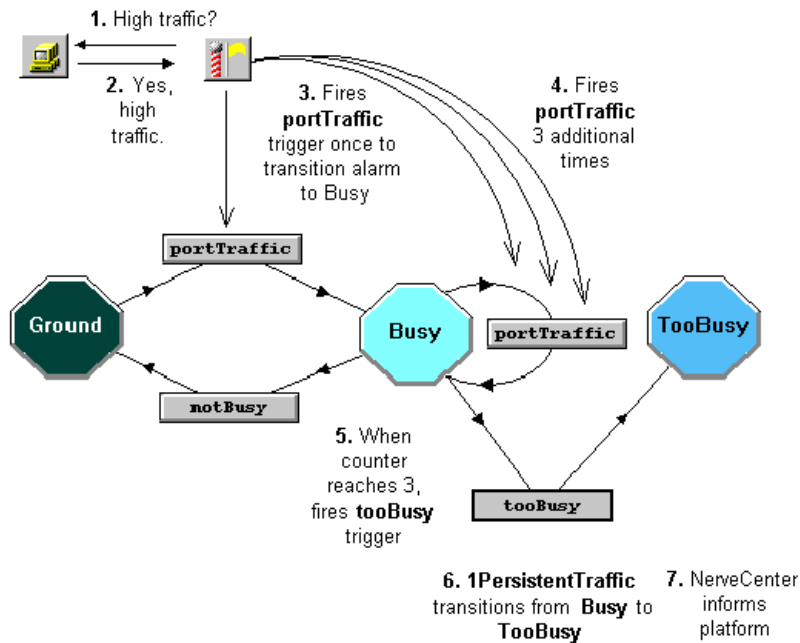 1. High traffic?
2. Yes,
high
traffic.
3. Fires
portTraffic
trigger once to
transition alarm
to Busy
4. Fires
portTraffic
3 additional
times
portTraffic
Ground
Busy
portTraffic
TooBusy
notBusy
5. When
counter
reaches 3,
fires tooBusy
trigger
tooBusy
6. 1PersistentTraffic
transitions from Busy to
TooBusy
7. NerveCenter
informs
platform